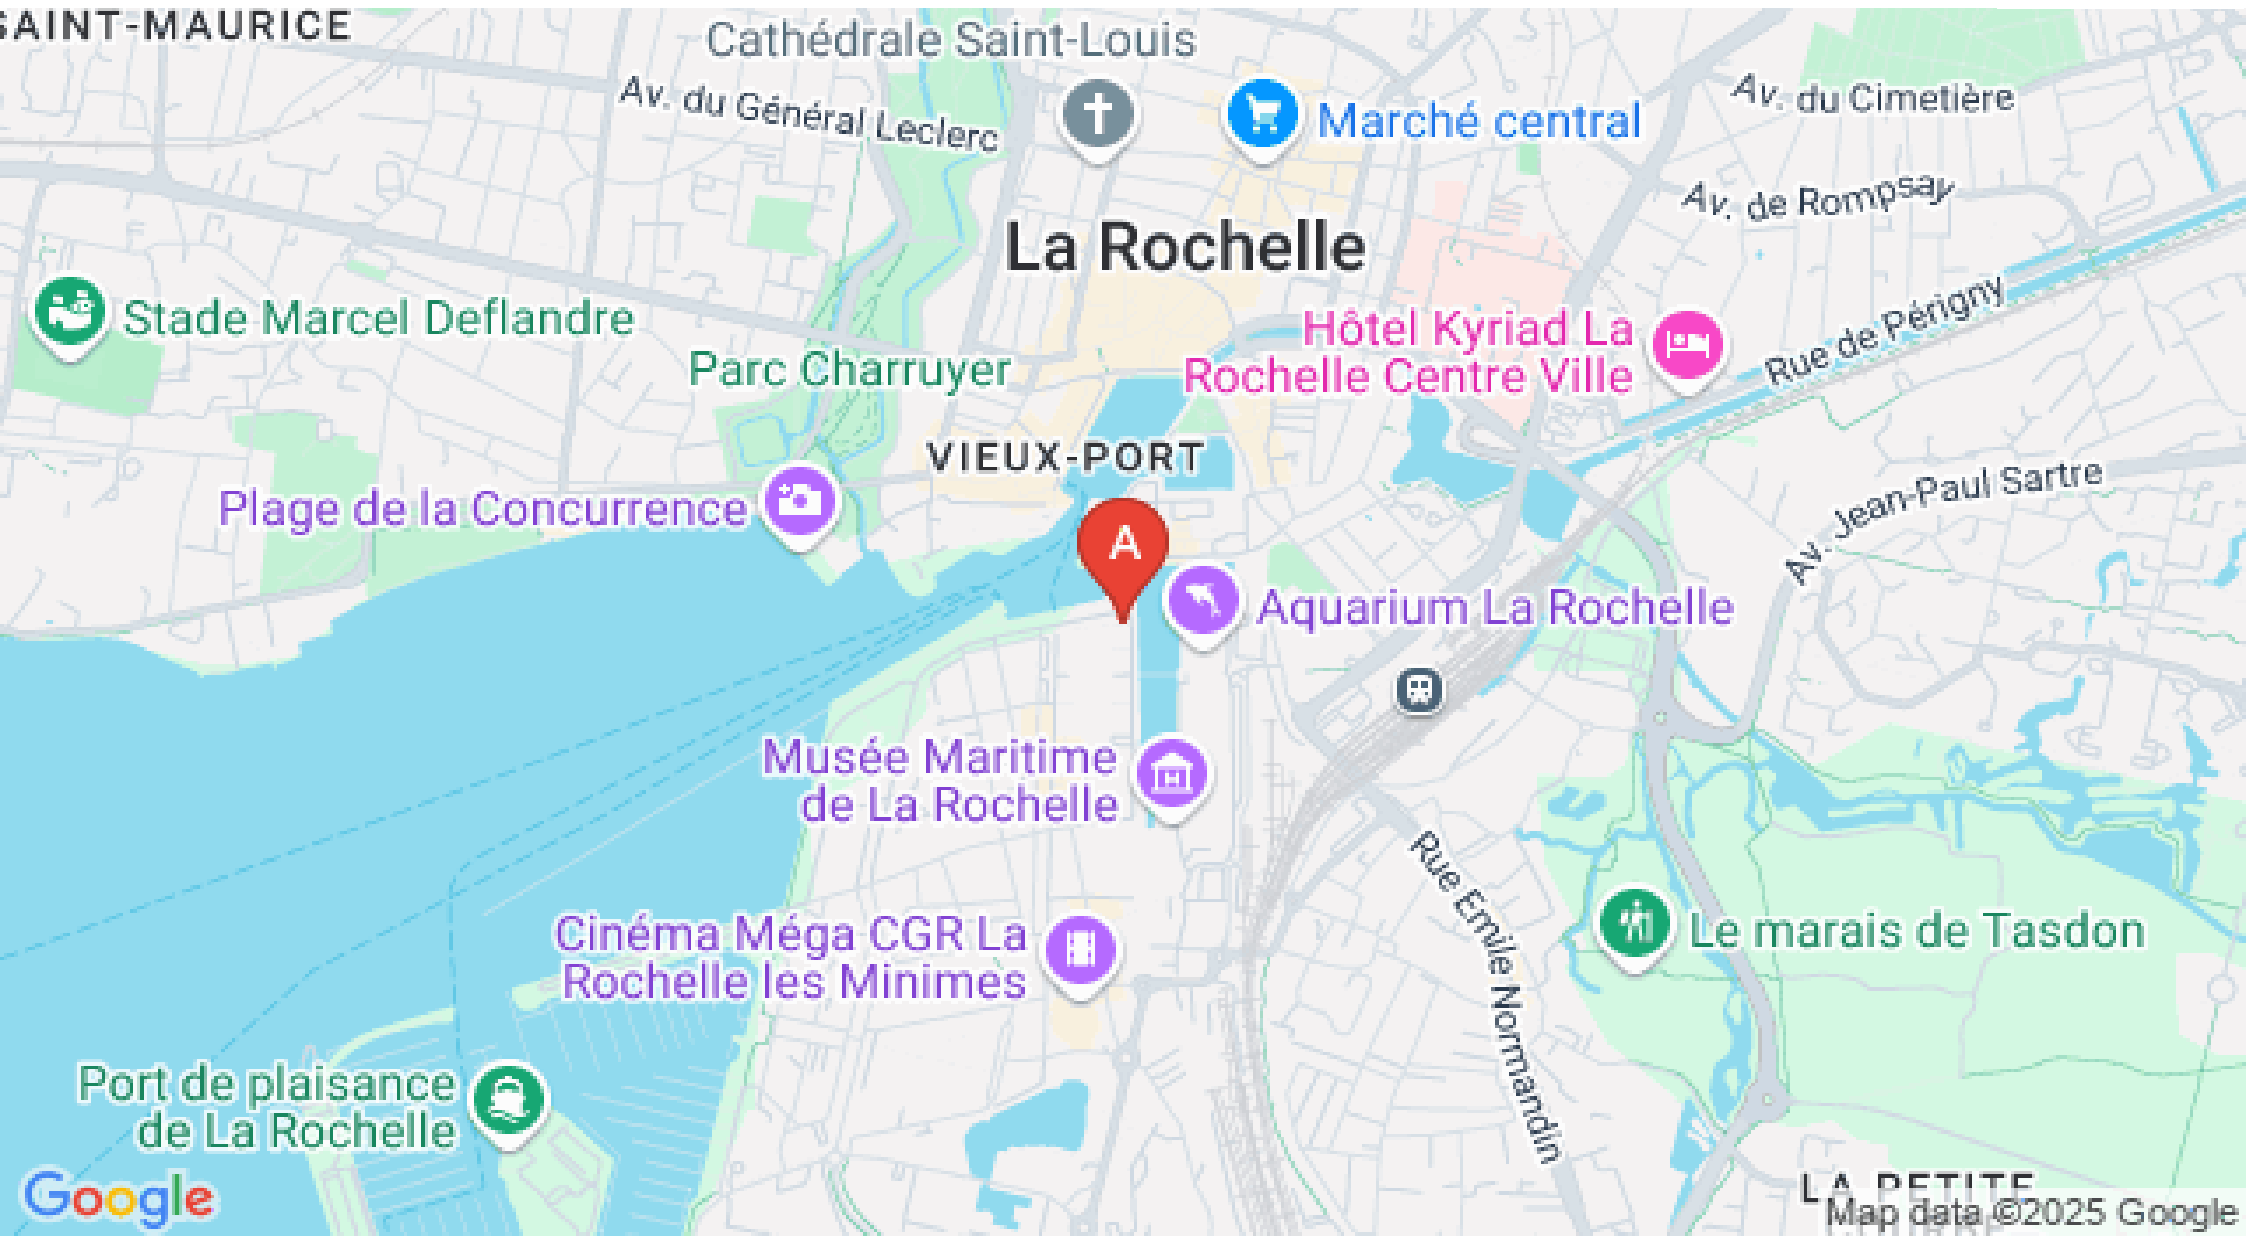 SAINT-MAURICE
Cathédrale Saint-Louis
Av. du Général Leclerc
Marché central
Av. du Cimetière
Av. de Rompsay
La Rochelle
Stade Marcel Deflandre
Parc Charruyer
Hôtel Kyriad La
Rochelle Centre Ville
Rue de Périgny
VIEUX-PORT
Plage de la Concurrence
Av. Jean-Paul Sartre
A
Aquarium La Rochelle
Musée Maritime
de La Rochelle
Rue Emile Normandin
Cinéma Méga CGR La
Rochelle les Minimes
Le marais de Tasdon
Port de plaisance
de La Rochelle
Google
LA PETITE
Map data ©2025 Google